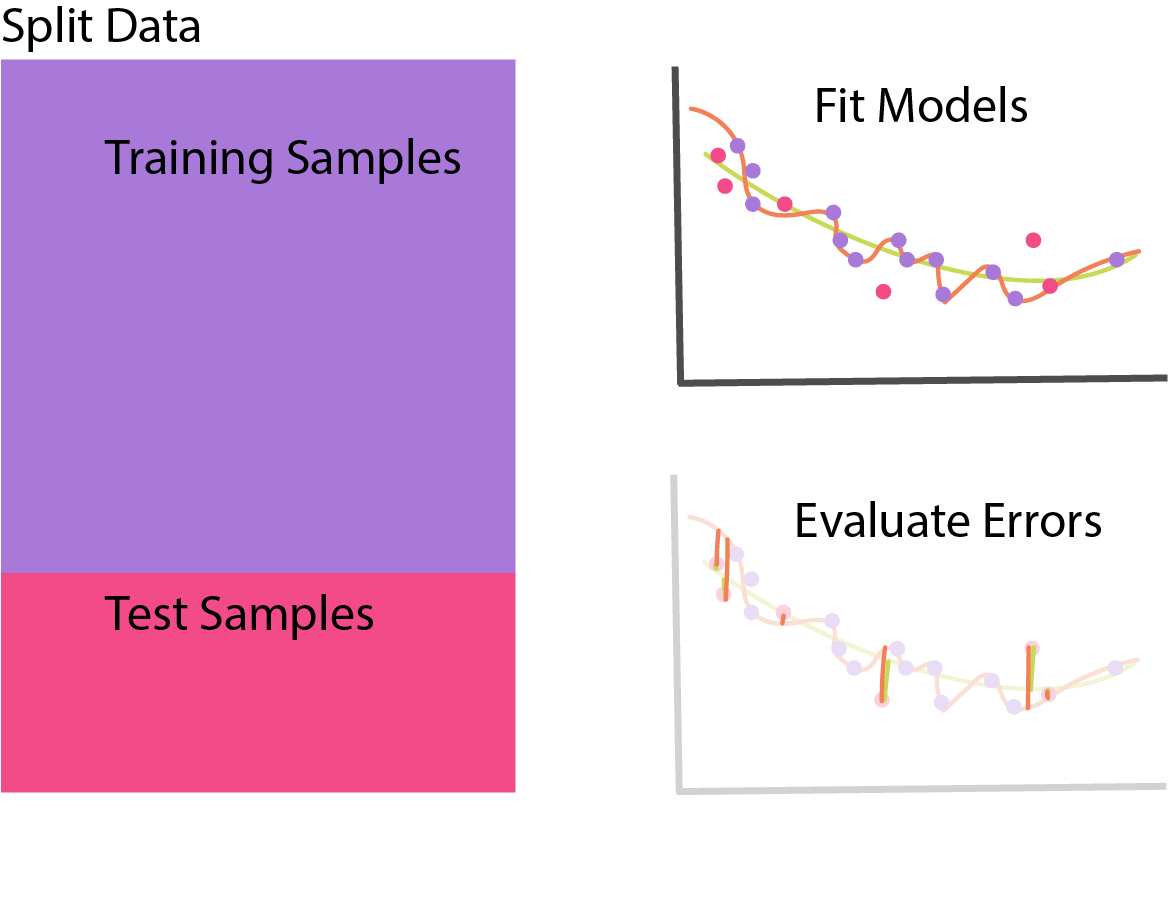 Split Data
Training Samples
Test Samples
Fit Models
Evaluate Errors